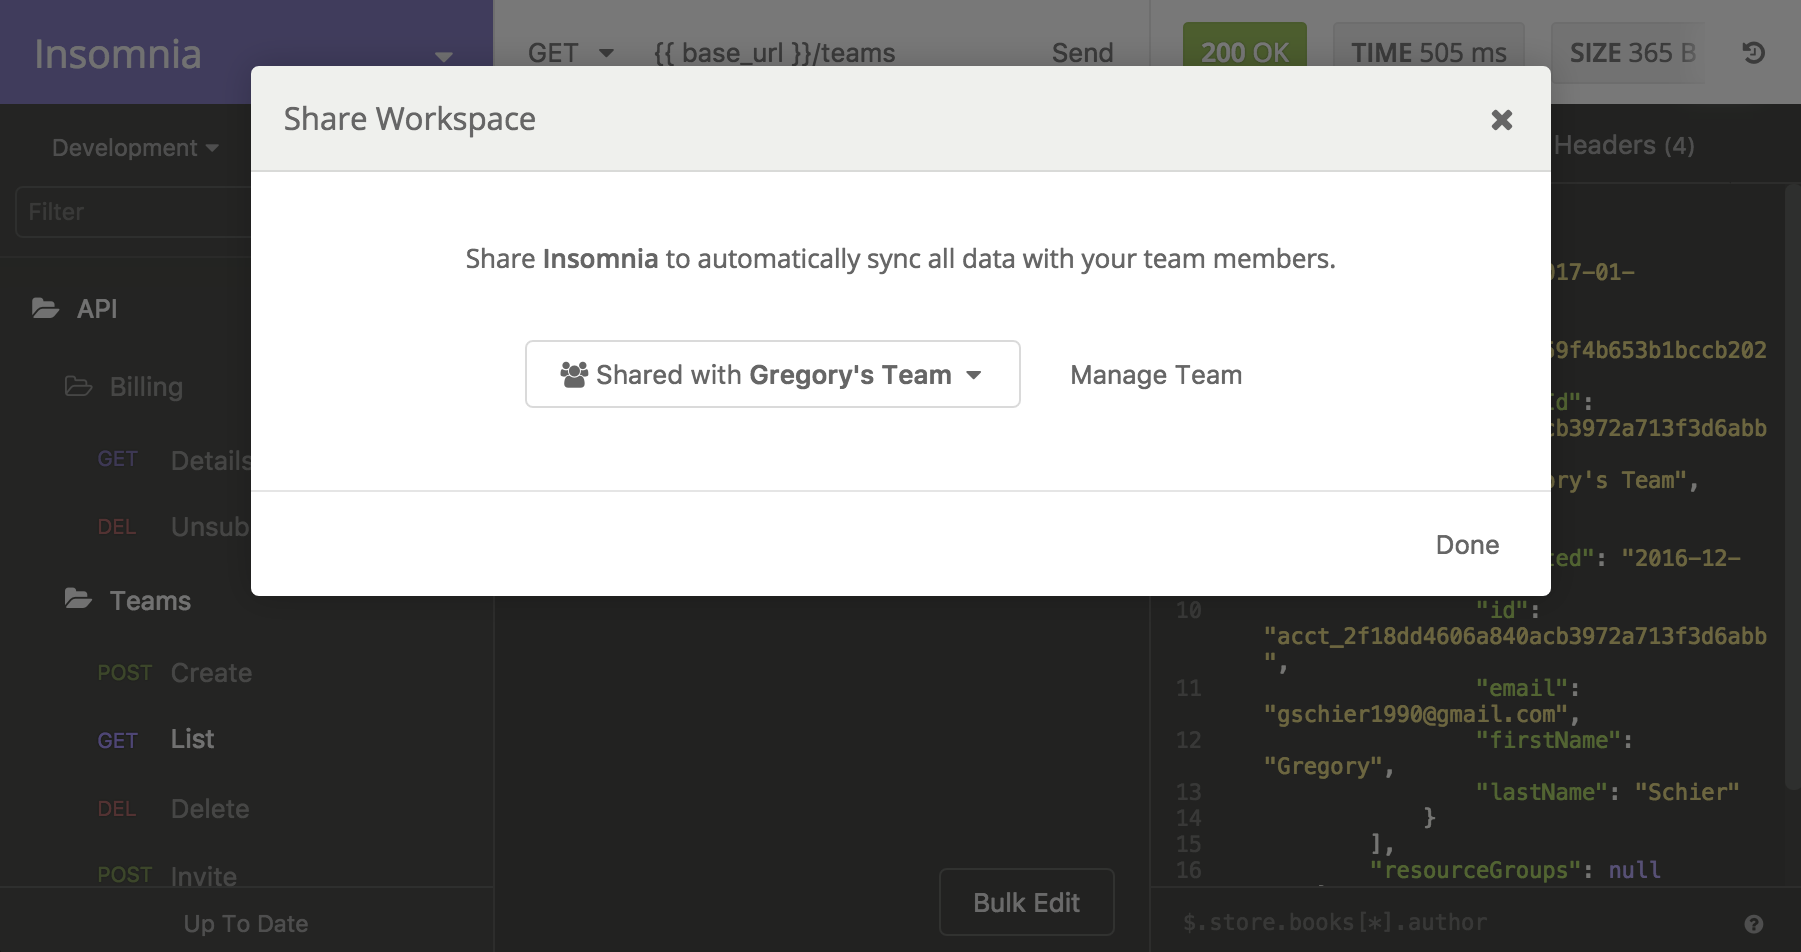 Insomnia
GET {{ base_url }}/teams Send
200 OK TIME 505 ms SIZE 365 B
Development
Filter
API
Billing
GET Details
DEL Unsub
Teams
POST Create
GET List
DEL Delete
POST Invite
Up To Date
Share Workspace
Share Insomnia to automatically sync all data with your team members.
Shared with Gregory's Team
Manage Team
Done
Bulk Edit
Headers (4)
017-01-
69f4b653b1bccb202
Id":
cb3972a713f3d6abb
ory's Team",
ted": "2016-12-
10 "id":
"acct_2f18dd4606a840acb3972a713f3d6abb
",
11 "email":
"gschier1990@gmail.com",
12 "firstName":
"Gregory",
13 "lastName": "Schier"
14 }
15 ],
16 "resourceGroups": null
$.store.books[*].author